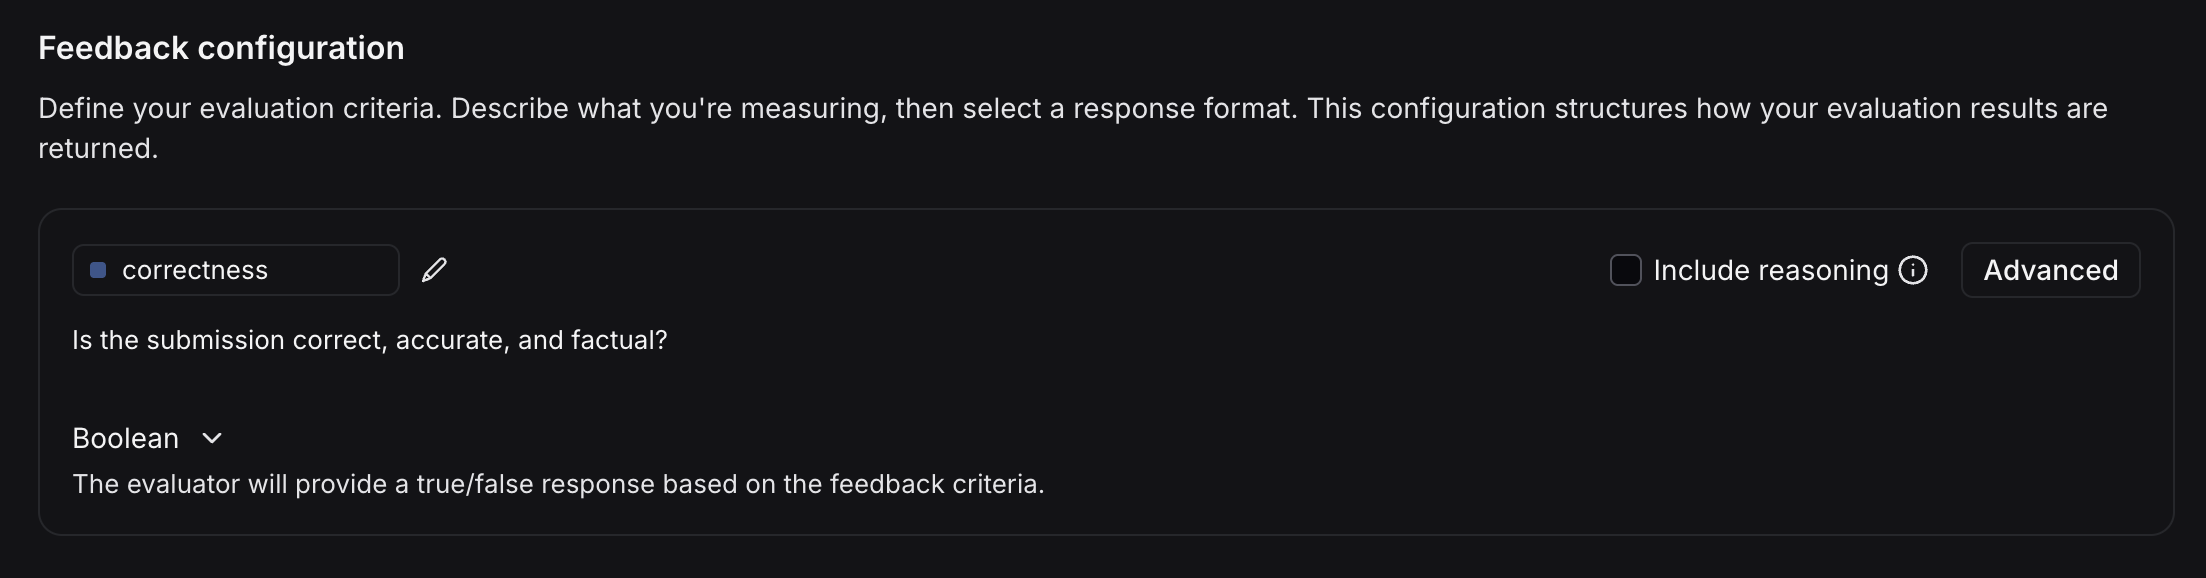 Feedback configuration
Define your evaluation criteria. Describe what you're measuring, then select a response format. This configuration structures how your evaluation results are
returned.
correctness
Include reasoning
Advanced
Is the submission correct, accurate, and factual?
Boolean
The evaluator will provide a true/false response based on the feedback criteria.